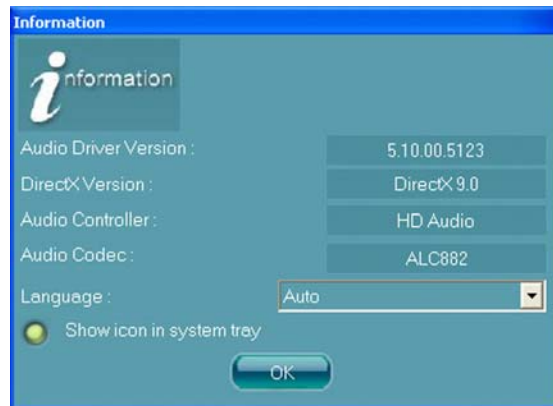 Information
information
Audio Driver Version : 5.10.00.5123
DirectX Version : DirectX 9.0
Audio Controller : HD Audio
Audio Codec : ALC882
Language : Auto
Show icon in system tray
OK